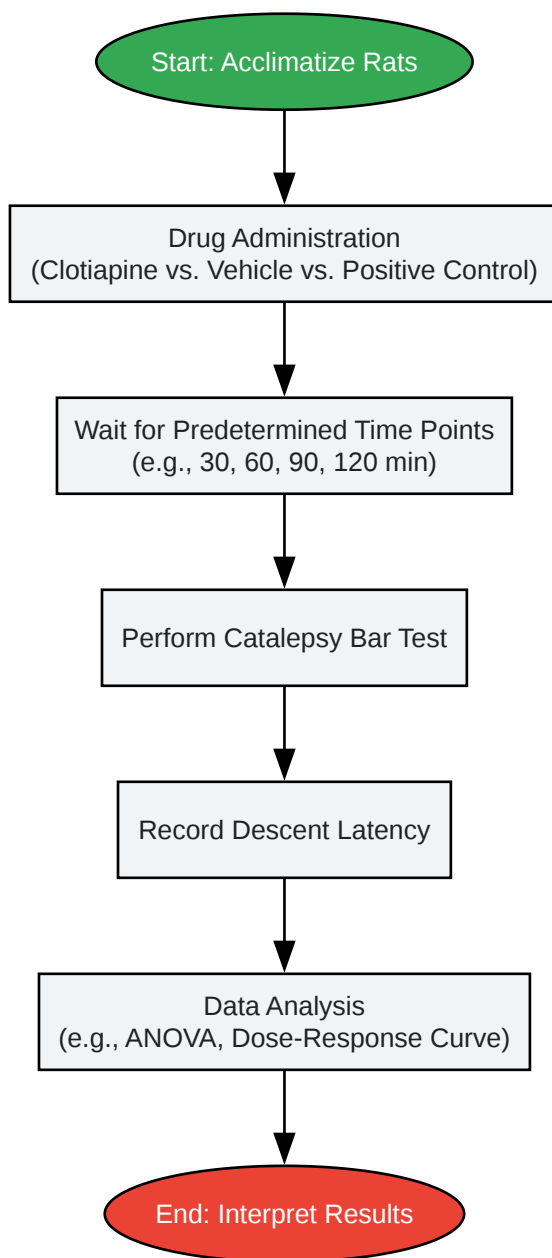 Start: Acclimatize Rats
Drug Administration
(Clotiapine vs. Vehicle vs. Positive Control)
Wait for Predetermined Time Points
(e.g., 30, 60, 90, 120 min)
Perform Catalepsy Bar Test
Record Descent Latency
Data Analysis
(e.g., ANOVA, Dose-Response Curve)
End: Interpret Results